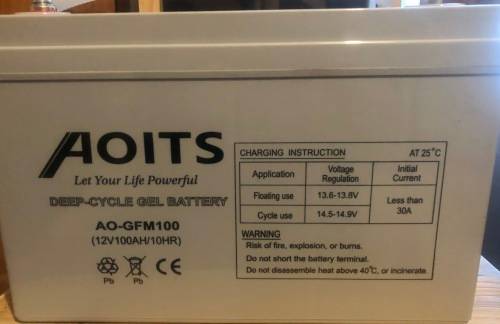 AOITS
Let Your Life Powerful
DEEP-CYCLE GEL BATTERY
AO-GFM100
(12V100AH/10HR)
Pb Pb
CHARGING INSTRUCTION AT 25°C
Application Voltage Regulation Initial Current
Floating use 13.6-13.8V Less than 30A
Cycle use 14.5-14.9V
WARNING
Risk of fire, explosion, or burns.
Do not short the battery terminal.
Do not disassemble heat above 40°C, or incinerate.